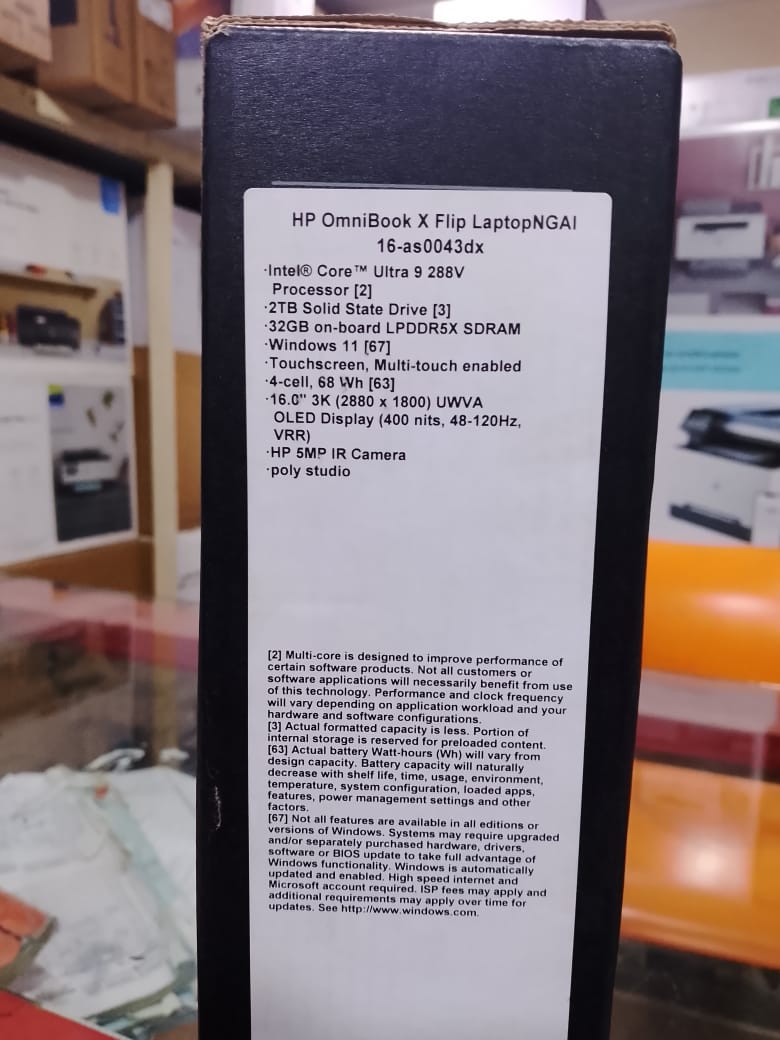 HP OmniBook X Flip LaptopNGAI
16-as0043dx
·Intel® Core™ Ultra 9 288V
Processor [2]
·2TB Solid State Drive [3]
·32GB on-board LPDDR5X SDRAM
·Windows 11 [67]
·Touchscreen, Multi-touch enabled
·4-cell, 68 Wh [63]
·16.0" 3K (2880 x 1800) UWVA
OLED Display (400 nits, 48-120Hz,
VRR)
·HP 5MP IR Camera
·poly studio
[2] Multi-core is designed to improve performance of
certain software products. Not all customers or
software applications will necessarily benefit from use
of this technology. Performance and clock frequency
will vary depending on application workload and your
hardware and software configurations.
[3] Actual formatted capacity is less. Portion of
internal storage is reserved for preloaded content.
[63] Actual battery Watt-hours (Wh) will vary from
design capacity. Battery capacity will naturally
decrease with shelf life, time, usage, environment,
temperature, system configuration, loaded apps,
features, power management settings and other
factors.
[67] Not all features are available in all editions or
versions of Windows. Systems may require upgraded
and/or separately purchased hardware, drivers,
software or BIOS update to take full advantage of
Windows functionality. Windows is automatically
updated and enabled. High speed internet and
Microsoft account required. ISP fees may apply and
additional requirements may apply over time for
updates. See http://www.windows.com.